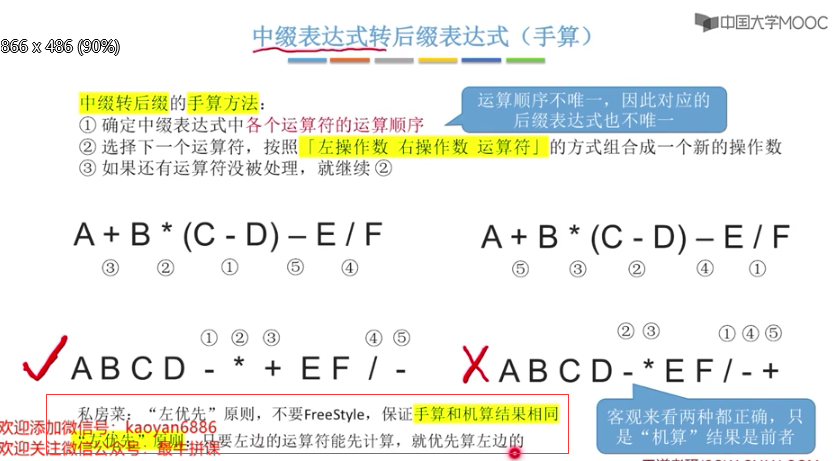 中国大学MOOC
866 x 486 (90%)
中缀表达式转后缀表达式（手算）
中缀转后缀的手算方法：
① 确定中缀表达式中各个运算符的运算顺序
② 选择下一个运算符，按照「左操作数 右操作数 运算符」的方式组合成一个新的操作数
③ 如果还有运算符没被处理，就继续 ②
运算顺序不唯一，因此对应的
后缀表达式也不唯一
A + B * (C - D) – E / F
③ ② ① ⑤ ④
A + B * (C - D) – E / F
⑤ ③ ② ④ ①
① ② ③ ④ ⑤
A B C D - * + E F / -
② ③ ① ④ ⑤
A B C D - * E F / - +
私房菜：“左优先”原则，不要FreeStyle，保证手算和机算结果相同
“左优先”原则：只要左边的运算符能先计算，就优先算左边的
欢迎添加微信号：kaoyan6886
欢迎关注微信公众号：最牛拼课
客观来看两种都正确，只
是“机算”结果是前者